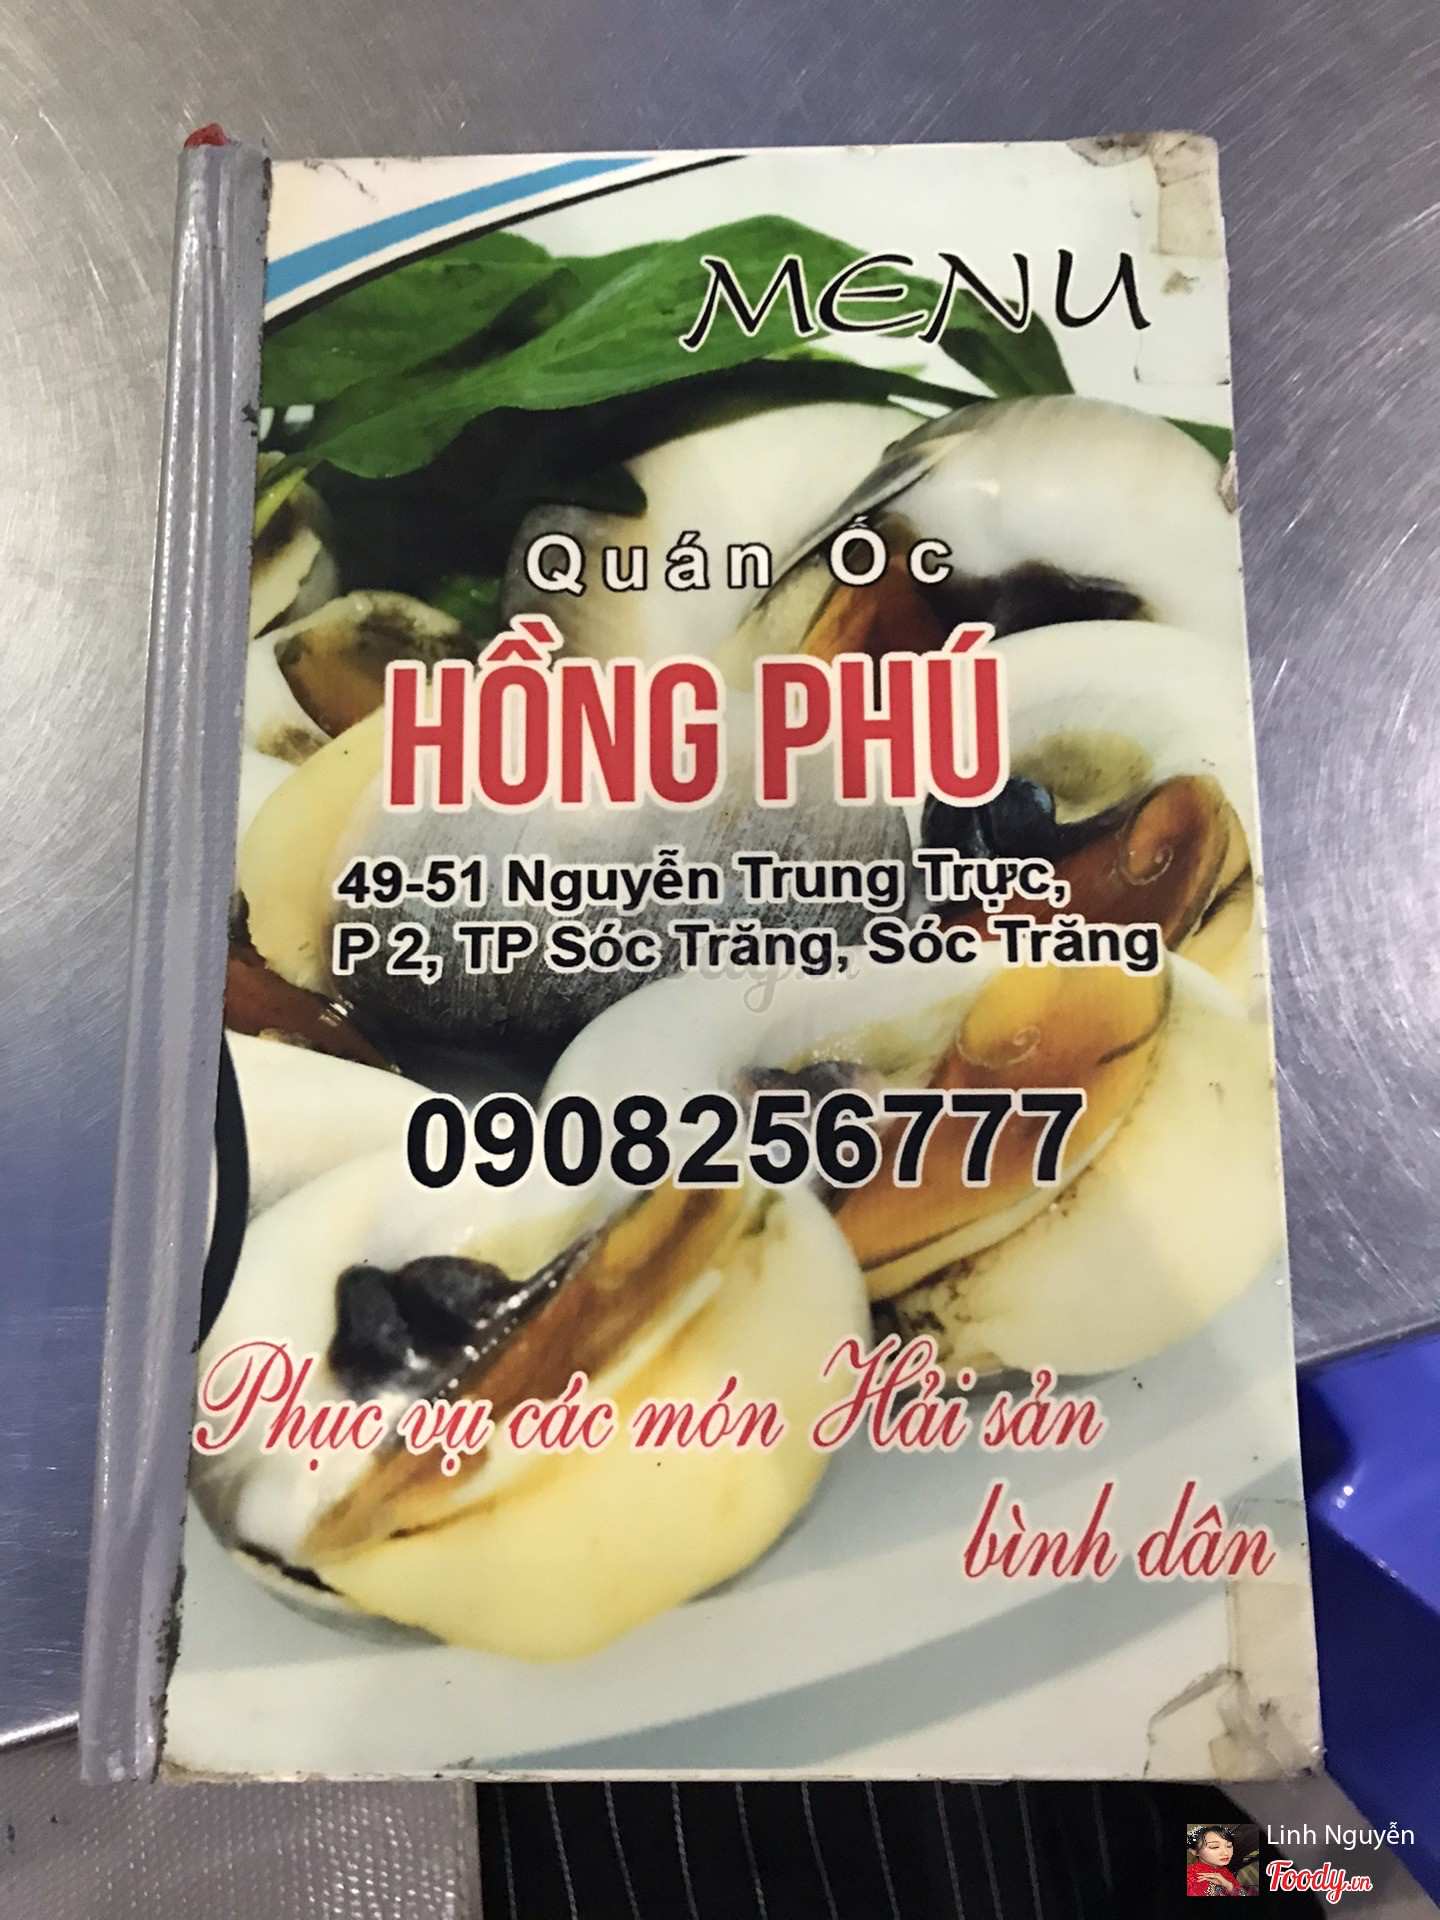 MENU
Quán Ốc
HỒNG PHÚ
49-51 Nguyễn Trung Trực,
P 2, TP Sóc Trăng, Sóc Trăng
0908256777
Phục vụ các món Hải sản
bình dân
Linh Nguyễn
Foody.vn